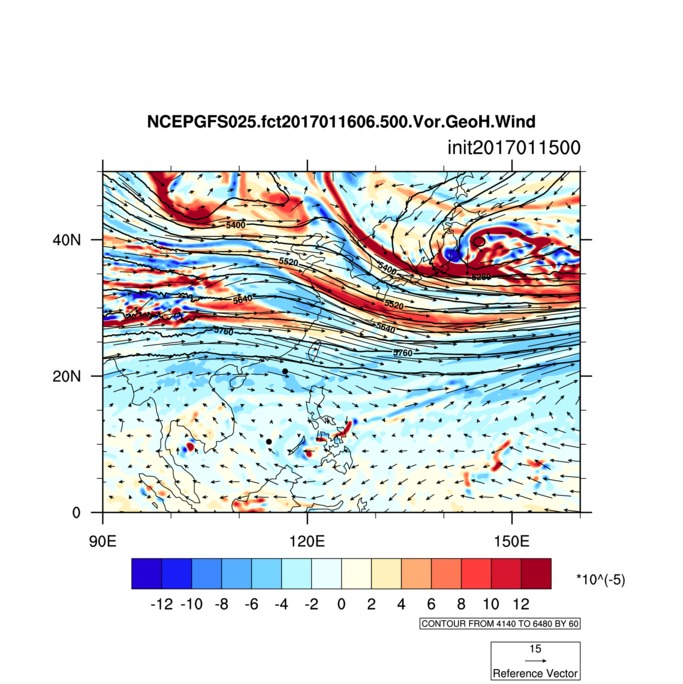 NCEPGFS025.fct2017011606.500.Vor.GeoH.Wind
init2017011500
40N
20N
0
90E 120E 150E
5400
5520
5640
5760
5400
5520
5640
5760
5280
-12 -10 -8 -6 -4 -2 0 2 4 6 8 10 12
*10^(-5)
CONTOUR FROM 4140 TO 6480 BY 60
15
Reference Vector